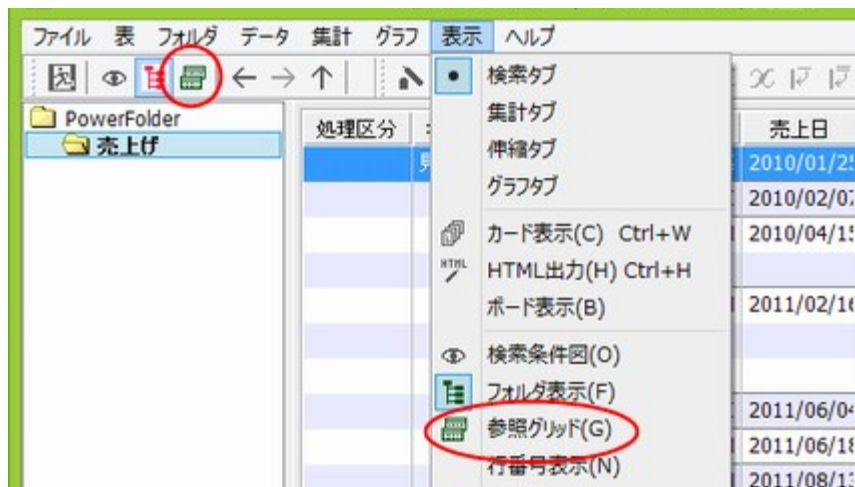 ファイル 表 フォルダ データ 集計 グラフ 表示 ヘルプ
PowerFolder
売上げ
処理区分
売上日
2010/01/25
2010/02/07
2010/04/15
2011/02/16
2011/06/04
2011/06/18
2011/08/13
検索タブ
集計タブ
伸縮タブ
グラフタブ
カード表示(C) Ctrl+W
HTML出力(H) Ctrl+H
ボード表示(B)
検索条件図(O)
フォルダ表示(F)
参照グリッド(G)
行番号表示(N)